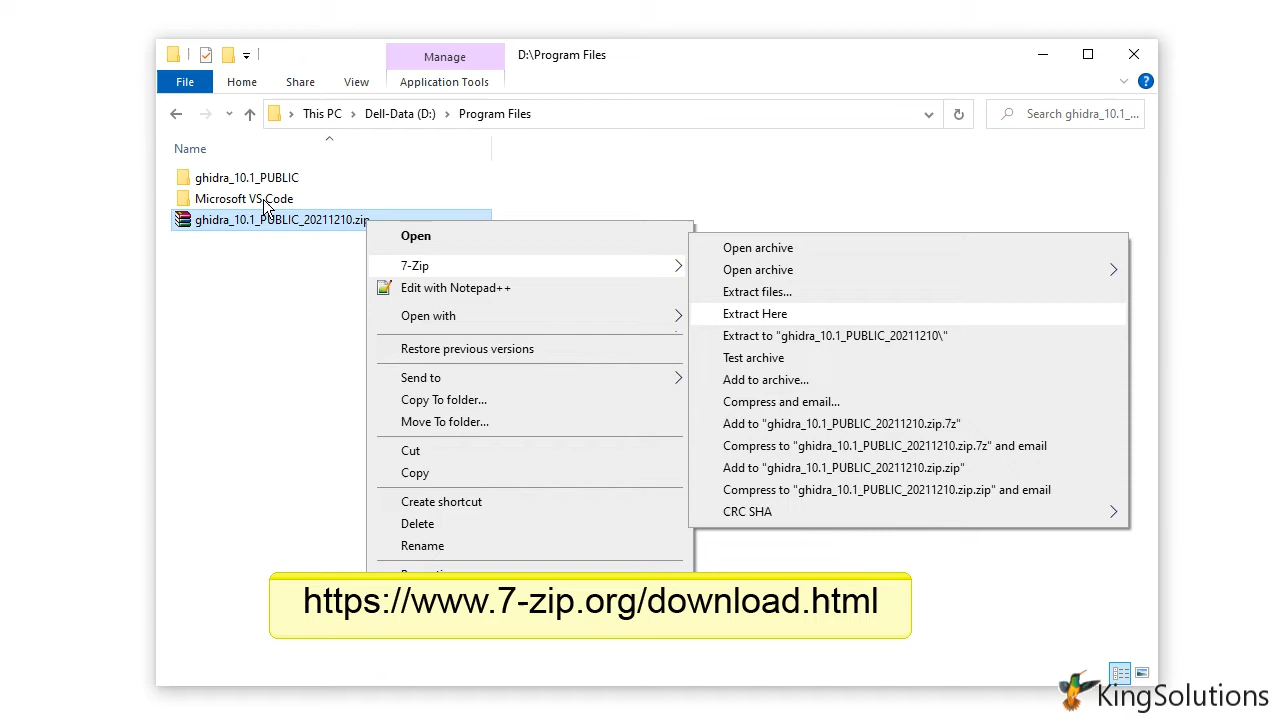 Manage
D:\Program Files
File
Home
Share
View
Application Tools
This PC
Dell-Data (D:)
Program Files
Search ghidra_10.1_...
Name
ghidra_10.1_PUBLIC
Microsoft VS Code
ghidra_10.1_PUBLIC_20211210.zip
Open
7-Zip
Edit with Notepad++
Open with
Restore previous versions
Send to
Copy To folder...
Move To folder...
Cut
Copy
Create shortcut
Delete
Rename
Open archive
Open archive
Extract files...
Extract Here
Extract to "ghidra_10.1_PUBLIC_20211210\"
Test archive
Add to archive...
Compress and email...
Add to "ghidra_10.1_PUBLIC_20211210.zip.7z"
Compress to "ghidra_10.1_PUBLIC_20211210.zip.7z" and email
Add to "ghidra_10.1_PUBLIC_20211210.zip.zip"
Compress to "ghidra_10.1_PUBLIC_20211210.zip.zip" and email
CRC SHA
https://www.7-zip.org/download.html
KingSolutions